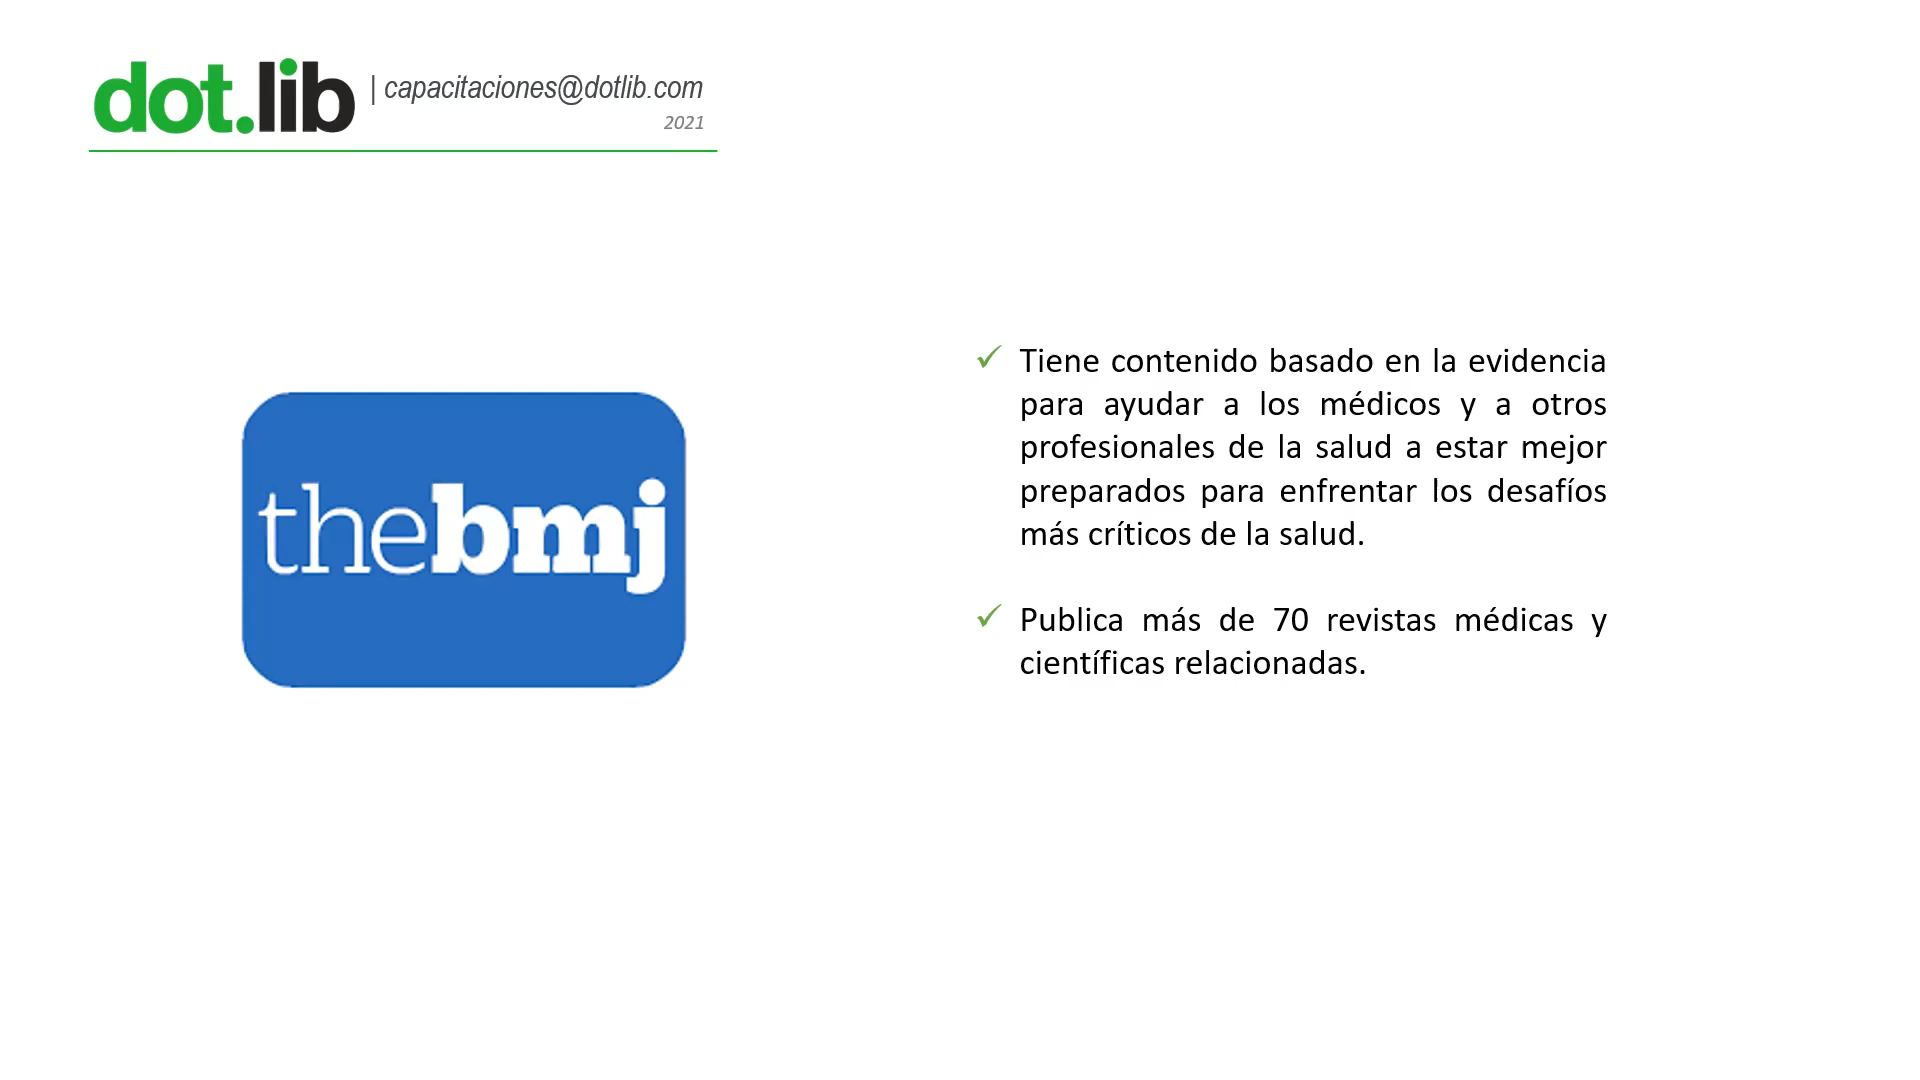 dot.lib | capacitaciones@dotlib.com
2021
thebmj
✓ Tiene contenido basado en la evidencia
para ayudar a los médicos y a otros
profesionales de la salud a estar mejor
preparados para enfrentar los desafíos
más críticos de la salud.
✓ Publica más de 70 revistas médicas y
científicas relacionadas.